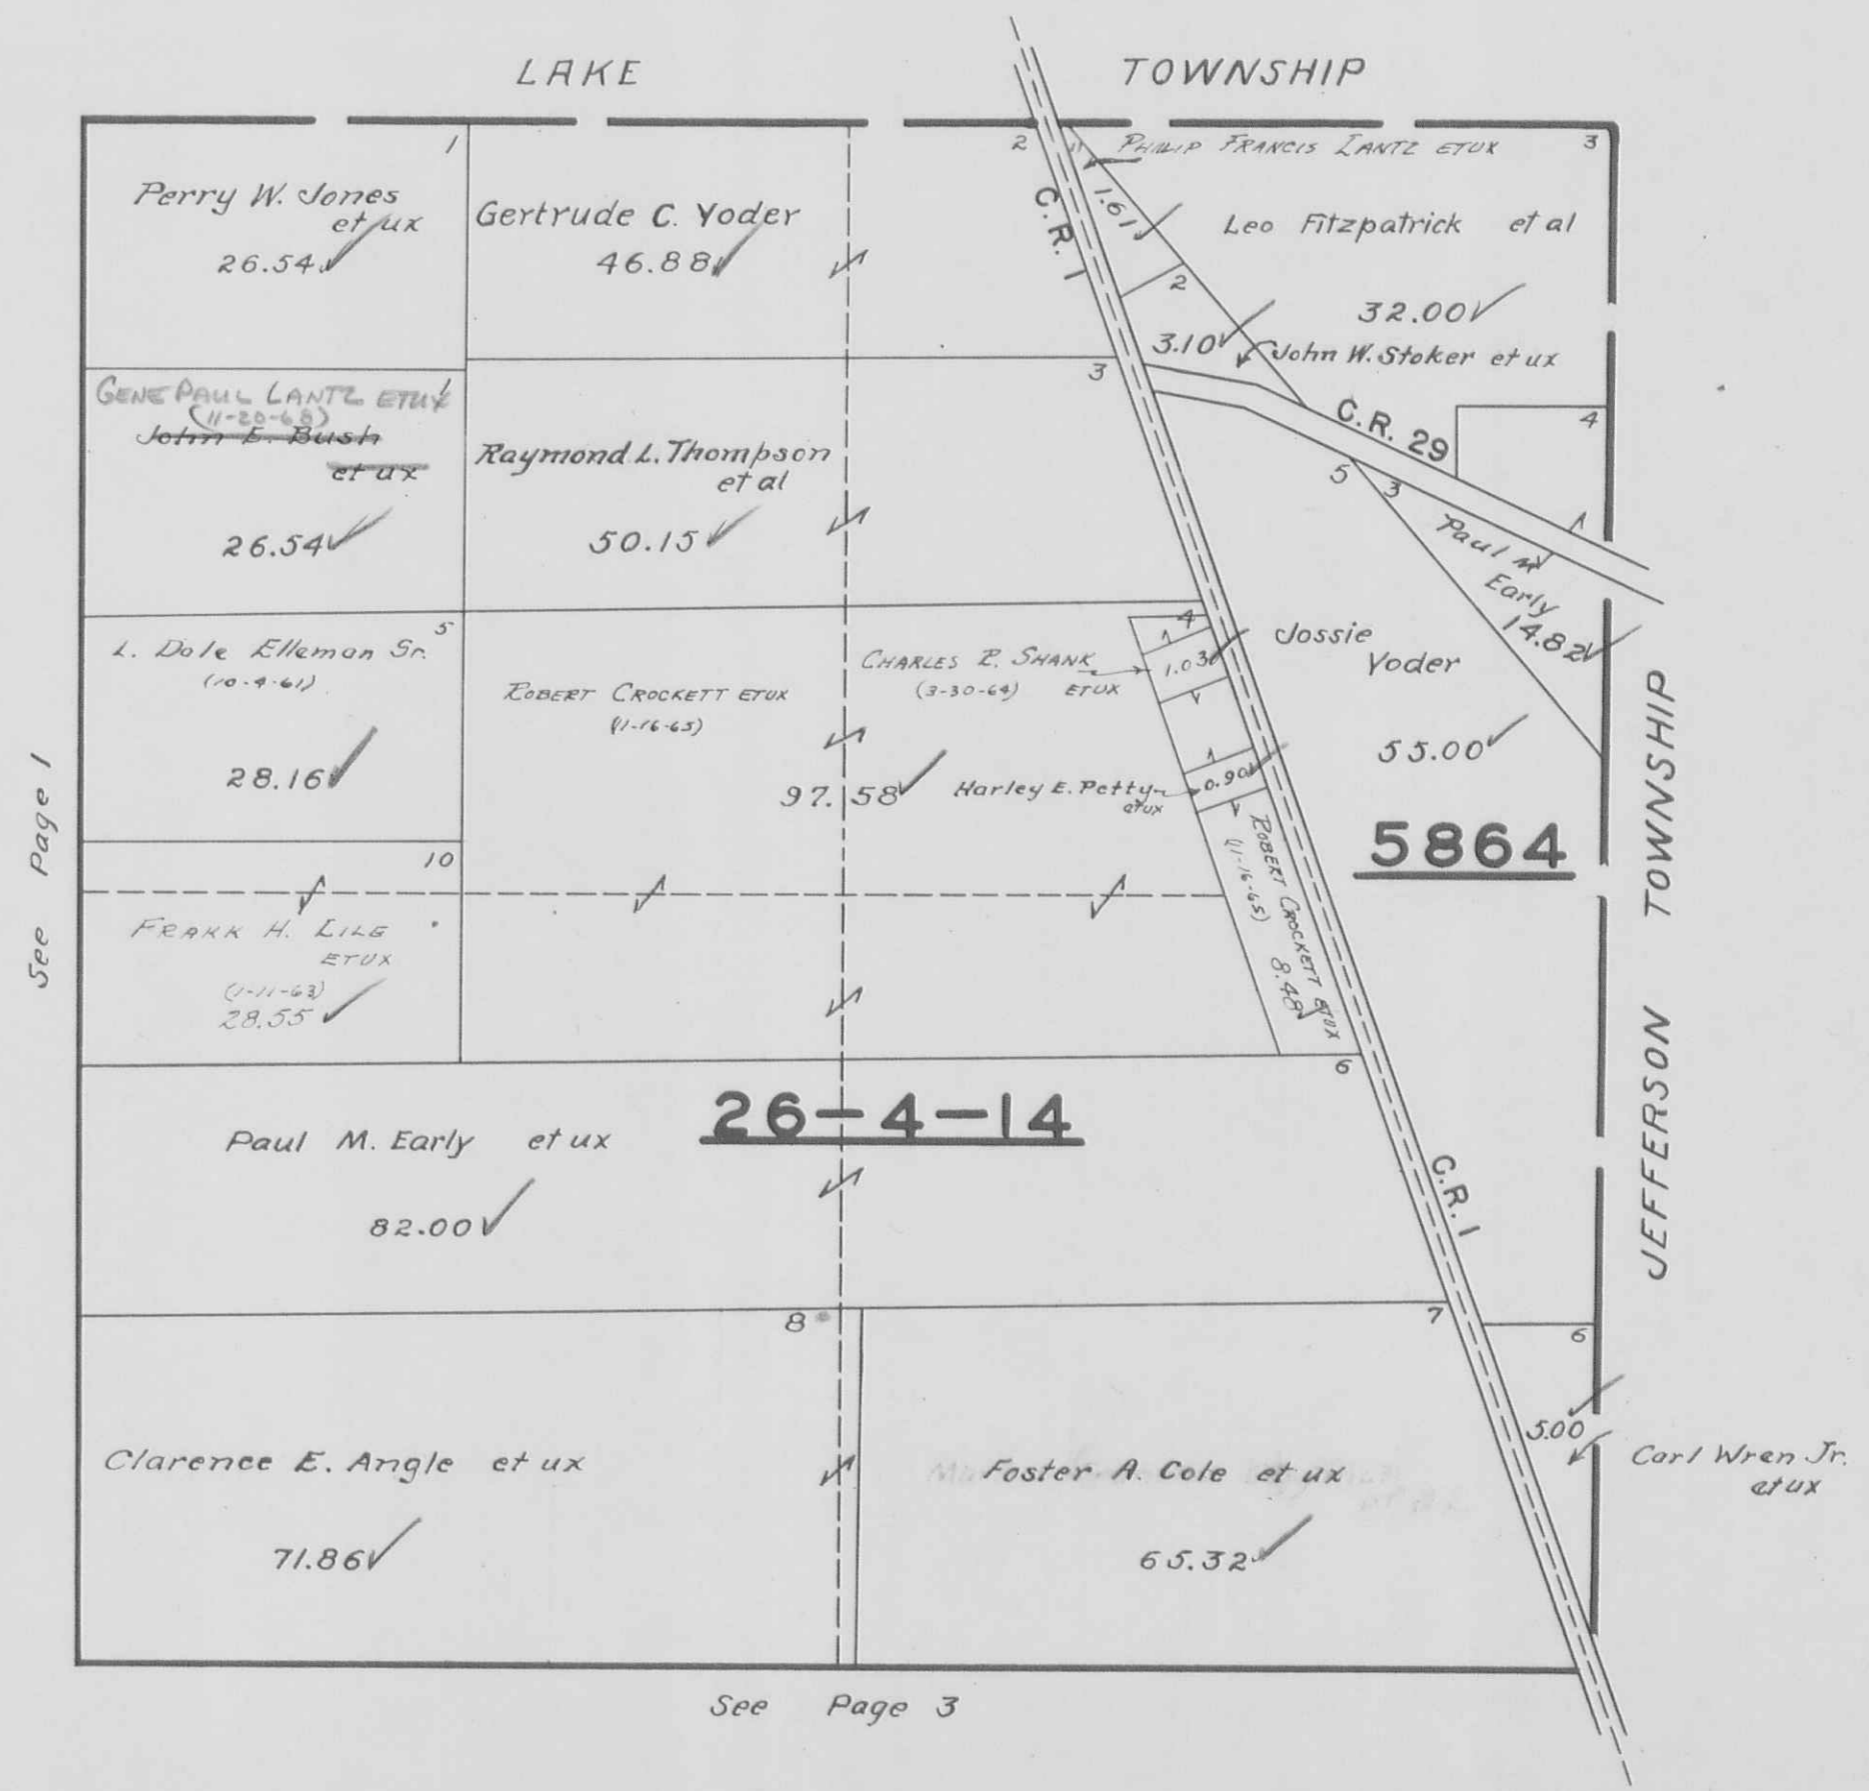 LAKE TOWNSHIP
1
Perry W. Jones
et ux
26.54
Gertrude C. Yoder
46.88
2
C.R. 1
11
PHILIP FRANCIS LANTZ ETUX
3
1.61
Leo Fitzpatrick et al
32.00
2
3.10
John W. Stoker et ux
GENE PAUL LANTZ ETUX
(11-20-68)
John E. Bush
et ux
26.54
Raymond L. Thompson
et al
50.15
3
C.R. 29
4
5
3
Paul M
Early
14.82
5
L. Dale Elleman Sr.
(10-4-61)
28.16
ROBERT CROCKETT ETUX
(11-16-65)
97.58
CHARLES R. SHANK
(3-30-64) ETUX
4
1.03
Harley E. Petty
etux
0.90
ROBERT CROCKETT ETUX
(11-16-65)
8.48
Jossie
Yoder
55.00
5864
See Page 1
10
FRANK H. LILE
ETUX
(1-11-63)
28.55
JEFFERSON TOWNSHIP
26-4-14
6
Paul M. Early et ux
82.00
C.R. 1
8
7
6
Clarence E. Angle et ux
71.86
Foster A. Cole et ux
65.32
5.00
Carl Wren Jr.
et ux
See Page 3